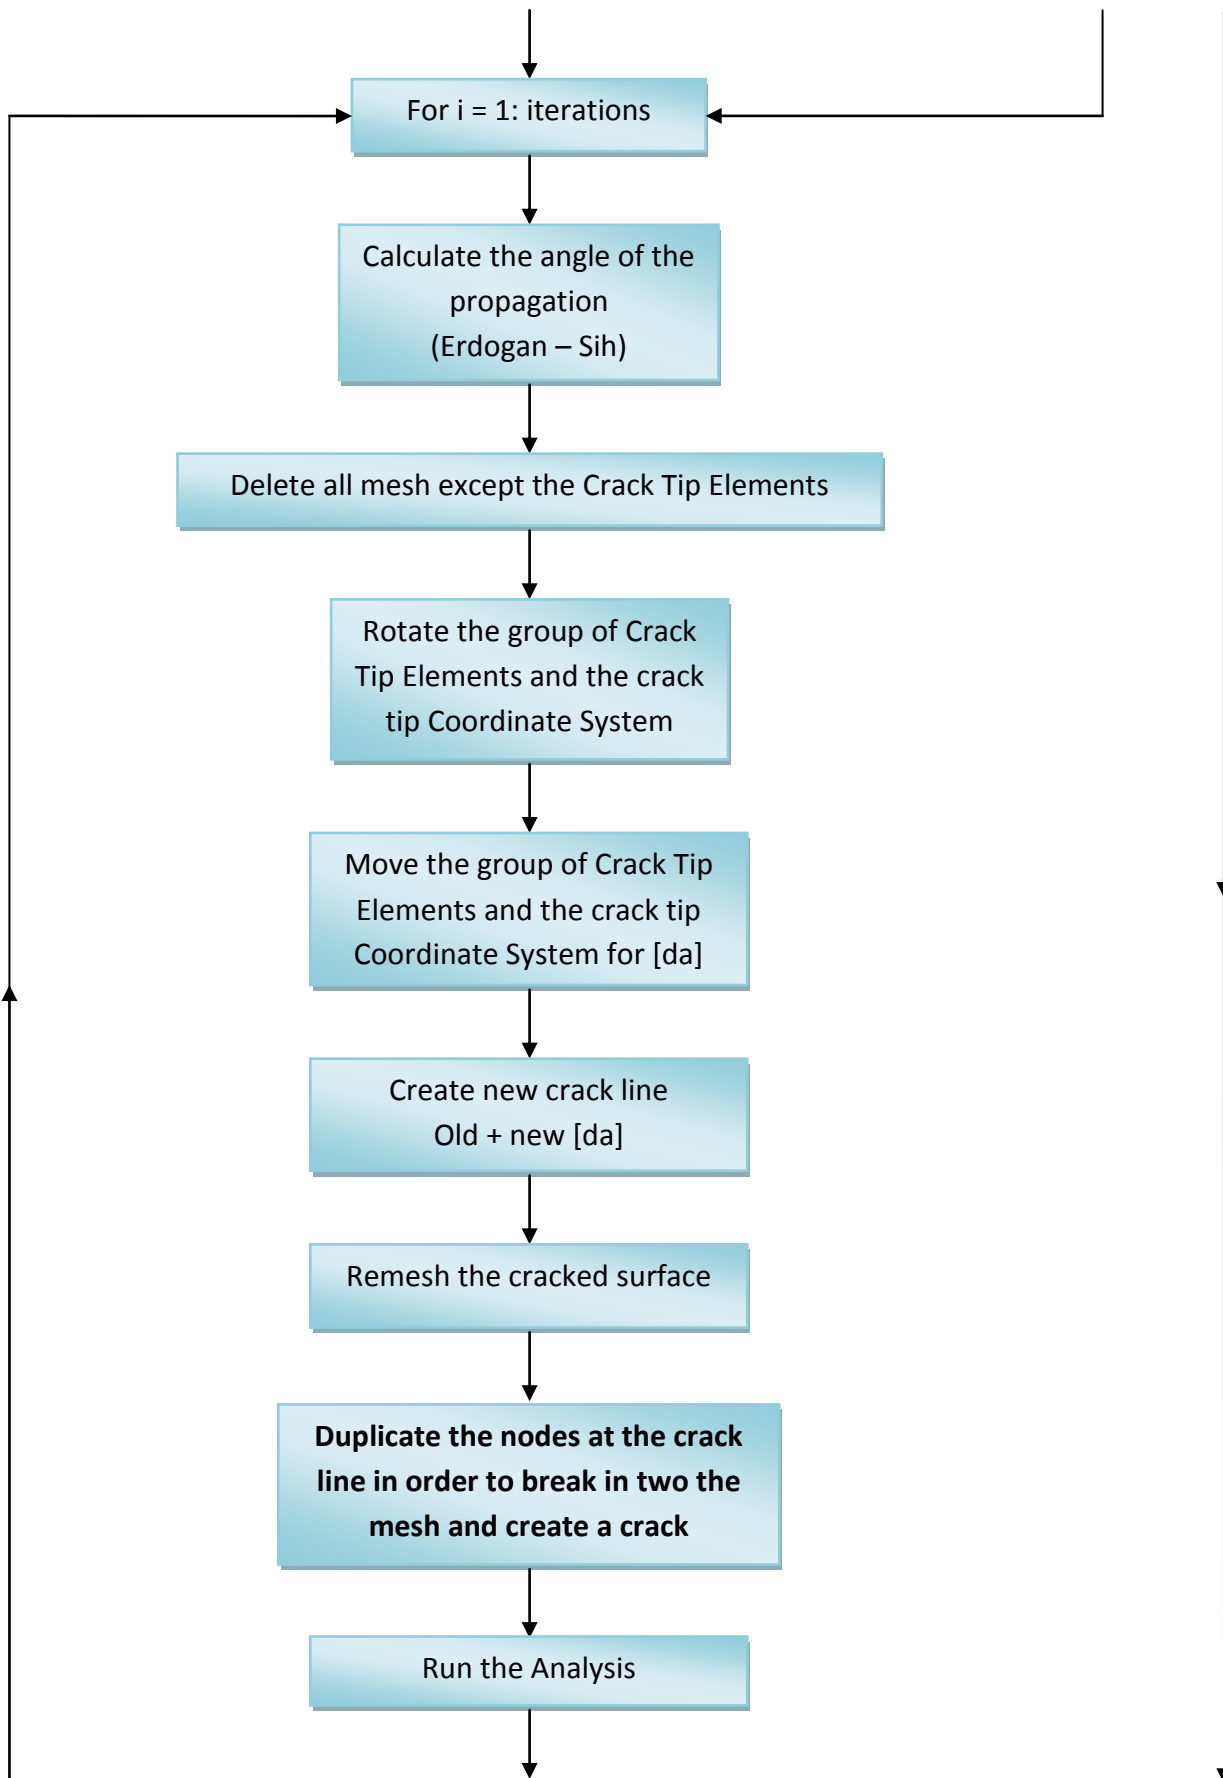 For i = 1: iterations
Calculate the angle of the
propagation
(Erdogan – Sih)
Delete all mesh except the Crack Tip Elements
Rotate the group of Crack
Tip Elements and the crack
tip Coordinate System
Move the group of Crack Tip
Elements and the crack tip
Coordinate System for [da]
Create new crack line
Old + new [da]
Remesh the cracked surface
Duplicate the nodes at the crack
line in order to break in two the
mesh and create a crack
Run the Analysis